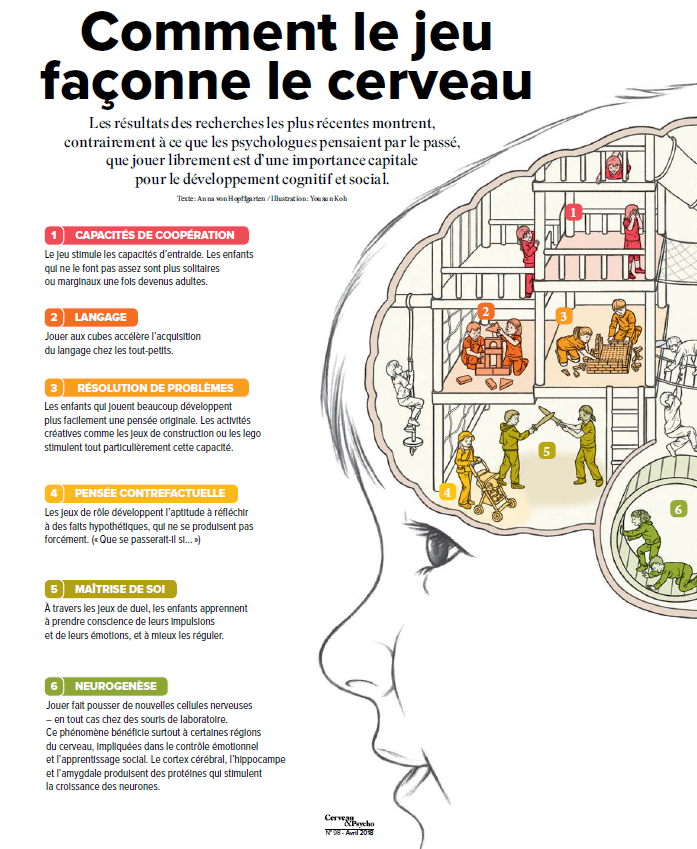 Comment le jeu
façonne le cerveau
Les résultats des recherches les plus récentes montrent,
contrairement à ce que les psychologues pensaient par le passé,
que jouer librement est d'une importance capitale
pour le développement cognitif et social.
Texte : Anna von Hopffgarten / Illustration : Yousun Koh
1 CAPACITÉS DE COOPÉRATION
Le jeu stimule les capacités d'entraide. Les enfants
qui ne le font pas assez sont plus solitaires
ou marginaux une fois devenus adultes.
2 LANGAGE
Jouer aux cubes accélère l'acquisition
du langage chez les tout-petits.
3 RÉSOLUTION DE PROBLÈMES
Les enfants qui jouent beaucoup développent
plus facilement une pensée originale. Les activités
créatives comme les jeux de construction ou les lego
stimulent tout particulièrement cette capacité.
4 PENSÉE CONTREFACTUELLE
Les jeux de rôle développent l'aptitude à réfléchir
à des faits hypothétiques, qui ne se produisent pas
forcément. (« Que se passerait-il si... »)
5 MAÎTRISE DE SOI
À travers les jeux de duel, les enfants apprennent
à prendre conscience de leurs impulsions
et de leurs émotions, et à mieux les réguler.
6 NEUROGENÈSE
Jouer fait pousser de nouvelles cellules nerveuses
– en tout cas chez des souris de laboratoire.
Ce phénomène bénéficie surtout à certaines régions
du cerveau, impliquées dans le contrôle émotionnel
et l'apprentissage social. Le cortex cérébral, l'hippocampe
et l'amygdale produisent des protéines qui stimulent
la croissance des neurones.
1
2
3
4
5
6
Cerveau
&Psycho
N° 98 - Avril 2018